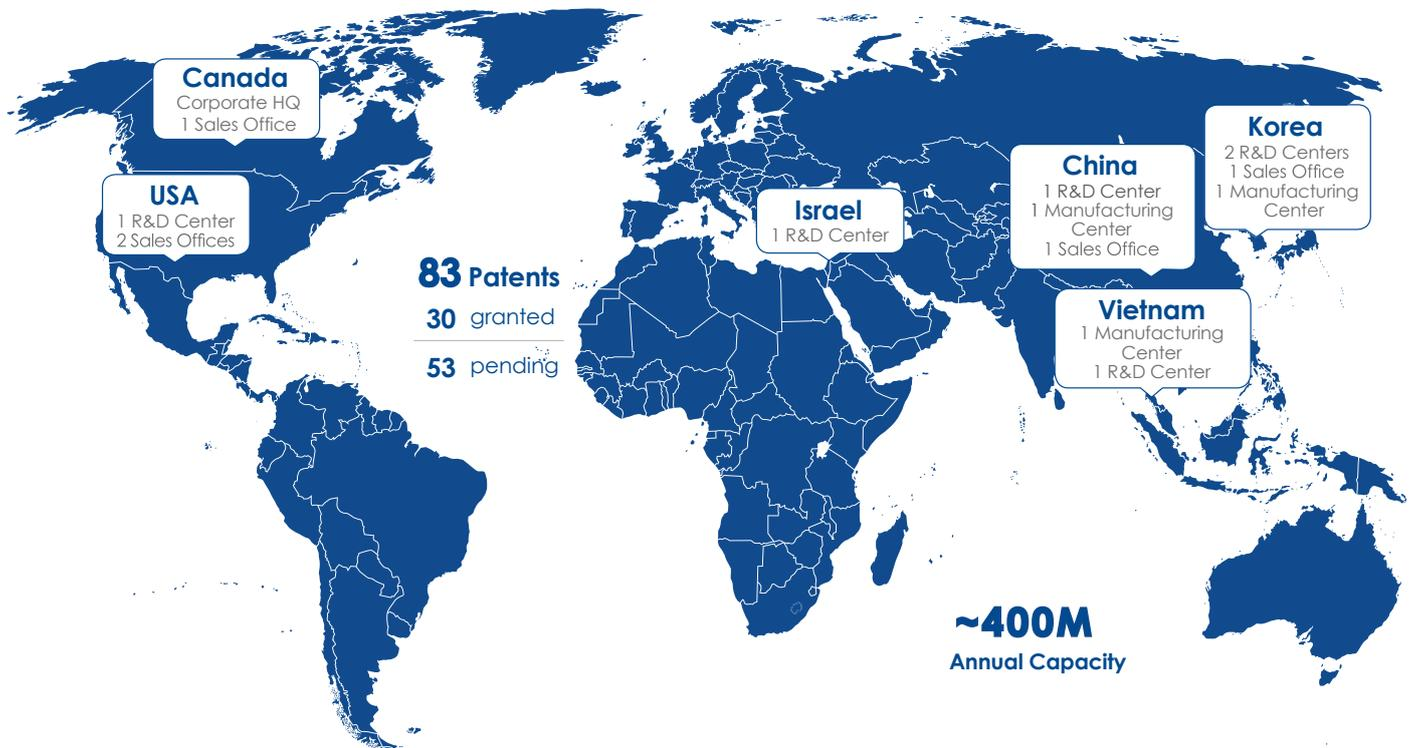 Canada
Corporate HQ
1 Sales Office
USA
1 R&D Center
2 Sales Offices
83 Patents
30 granted
53 pending
Israel
1 R&D Center
China
1 R&D Center
1 Manufacturing
Center
1 Sales Office
Korea
2 R&D Centers
1 Sales Office
1 Manufacturing
Center
Vietnam
1 Manufacturing
Center
1 R&D Center
~400M
Annual Capacity